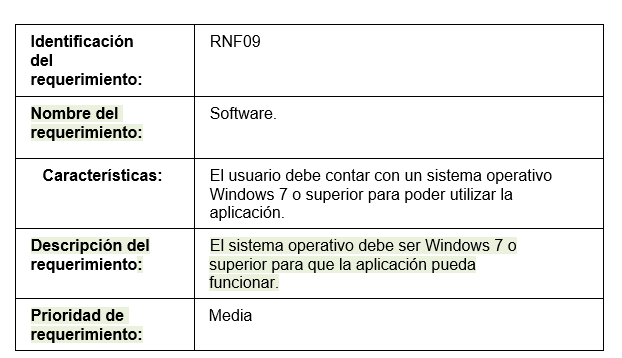 Identificación
del
requerimiento:
RNF09
Nombre del
requerimiento:
Software.
Características:
El usuario debe contar con un sistema operativo
Windows 7 o superior para poder utilizar la
aplicación.
Descripción del
requerimiento:
El sistema operativo debe ser Windows 7 o
superior para que la aplicación pueda
funcionar.
Prioridad de
requerimiento:
Media